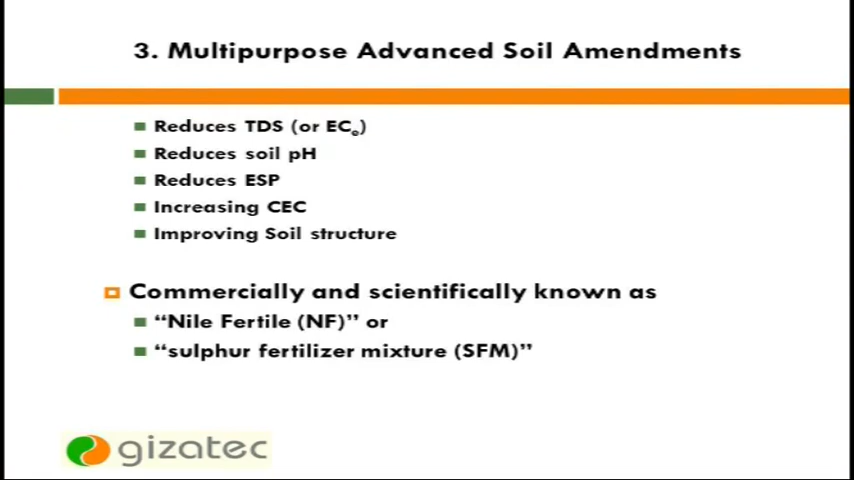 3. Multipurpose Advanced Soil Amendments
Reduces TDS (or ECe)
Reduces soil pH
Reduces ESP
Increasing CEC
Improving Soil structure
Commercially and scientifically known as
“Nile Fertile (NF)” or
“sulphur fertilizer mixture (SFM)”
gizatec